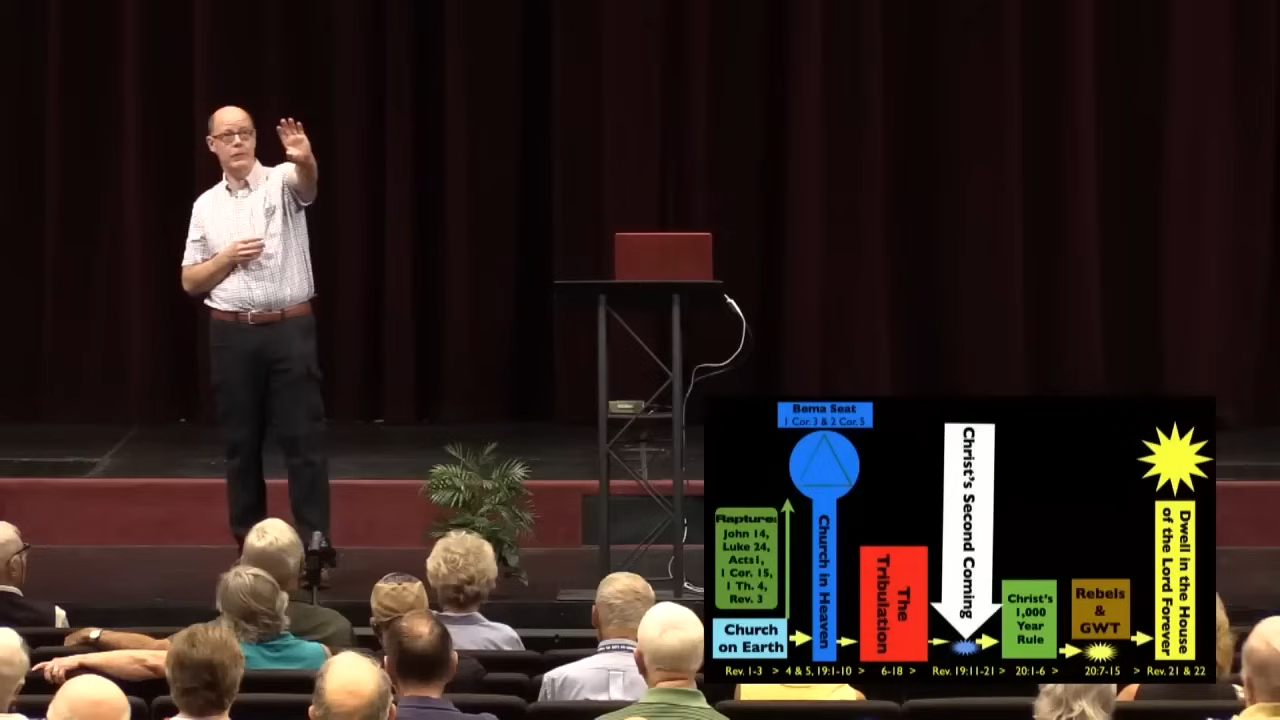 Bema Seat
1 Cor. 3 & 2 Cor. 5
Rapture:
John 14,
Luke 24,
Acts1,
1 Cor. 15,
1 Th. 4,
Rev. 3
Church
on Earth
Church in Heaven
The
Tribulation
Christ's Second Coming
Christ's
1,000
Year
Rule
Rebels
&
GWT
Dwell in the House
of the Lord Forever
Rev. 1-3 > 4 & 5, 19:1-10 > 6-18 > Rev. 19:11-21 > 20:1-6 > 20:7-15 > Rev. 21 & 22